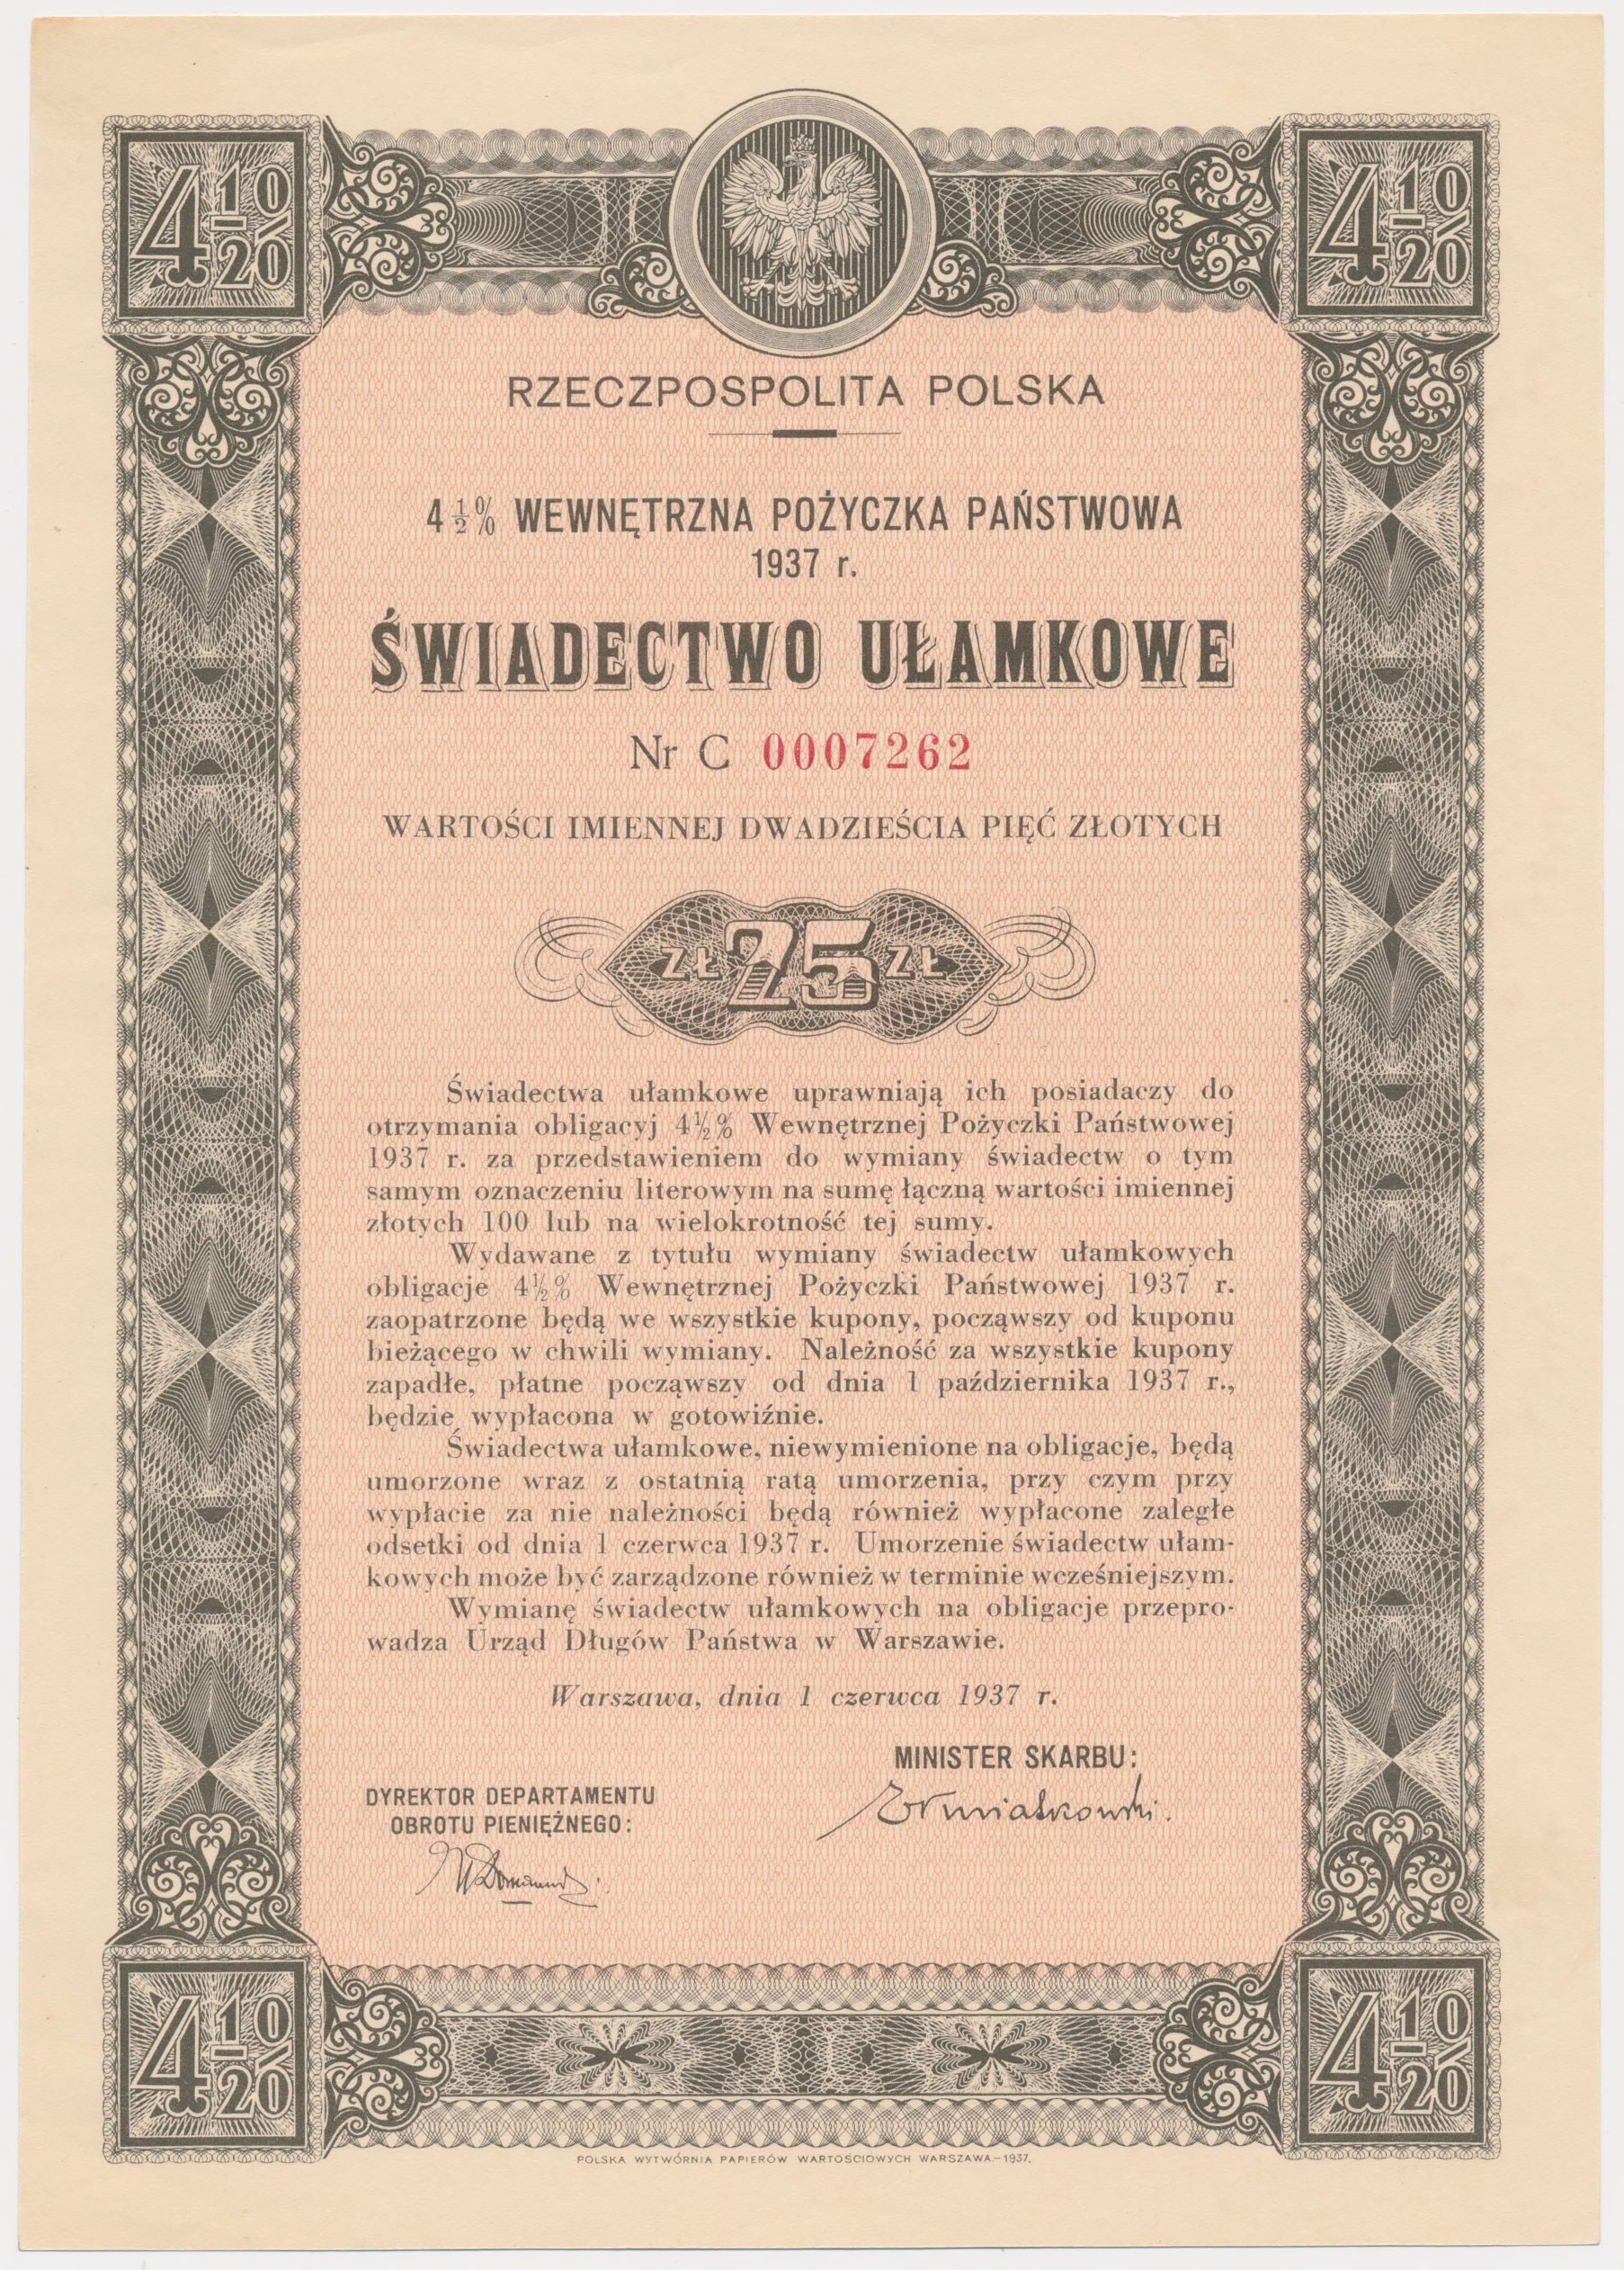 4 1/2 %
4 1/2 %
RZECZPOSPOLITA POLSKA
4 1/2 % WEWNĘTRZNA POŻYCZKA PAŃSTWOWA
1937 r.
ŚWIADECTWO UŁAMKOWE
Nr C 0007262
WARTOŚCI IMIENNEJ DWADZIEŚCIA PIĘĆ ZŁOTYCH
ZŁ 25 ZŁ
Świadectwa ułamkowe uprawniają ich posiadaczy do
otrzymania obligacyj 4½% Wewnętrznej Pożyczki Państwowej
1937 r. za przedstawieniem do wymiany świadectw o tym
samym oznaczeniu literowym na sumę łączną wartości imiennej
złotych 100 lub na wielokrotność tej sumy.
Wydawane z tytułu wymiany świadectw ułamkowych
obligacje 4½% Wewnętrznej Pożyczki Państwowej 1937 r.
zaopatrzone będą we wszystkie kupony, począwszy od kuponu
bieżącego w chwili wymiany. Należność za wszystkie kupony
zapadłe, płatne począwszy od dnia 1 października 1937 r.,
będzie wypłacona w gotowiźnie.
Świadectwa ułamkowe, niewymienione na obligacje, będą
umorzone wraz z ostatnią ratą umorzenia, przy czym przy
wypłacie za nie należności będą również wypłacone zaległe
odsetki od dnia 1 czerwca 1937 r. Umorzenie świadectw ułam-
kowych może być zarządzone również w terminie wcześniejszym.
Wymianę świadectw ułamkowych na obligacje przepro-
wadza Urząd Długów Państwa w Warszawie.
Warszawa, dnia 1 czerwca 1937 r.
MINISTER SKARBU:
DYREKTOR DEPARTAMENTU
OBROTU PIENIĘŻNEGO:
4 1/2 %
4 1/2 %
POLSKA WYTWÓRNIA PAPIERÓW WARTOŚCIOWYCH WARSZAWA.–1937.